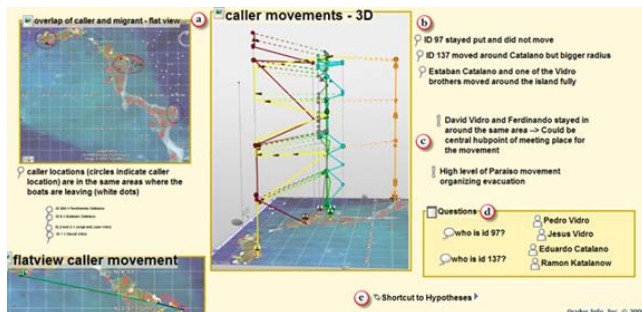 overlap of caller and migrant - flat view
a
caller locations (circles indicate caller
location) are in the same areas where the
boats are leaving (white dots)
flatview caller movement
caller movements - 3D
b
ID 97 stayed put and did not move
ID 137 moved around Catalano but bigger radius
Estaban Catalano and one of the Vidro
brothers moved around the island fully
c
David Vidro and Ferdinando stayed in
around the same area --> Could be
central hubpoint of meeting place for
the movement
High level of Paraiso movement
organizing evacuation
Questions
d
who is id 97?
who is id 137?
Pedro Vidro
Jesus Vidro
Eduardo Catalano
Ramon Katalanow
e
Shortcut to Hypotheses